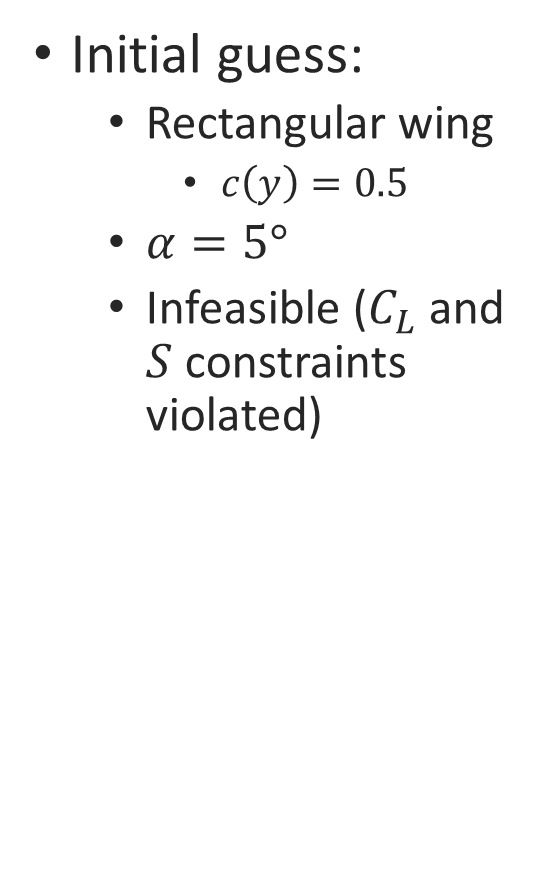 • Initial guess:
• Rectangular wing
• c(y) = 0.5
• α = 5°
• Infeasible (C_L and
S constraints
violated)